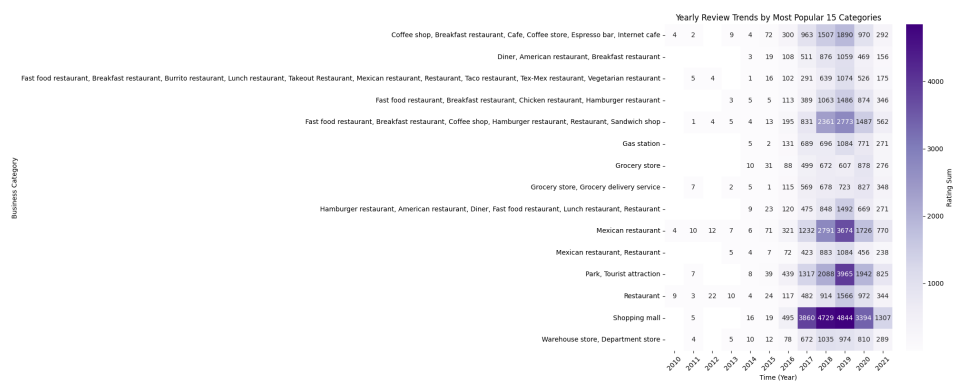 Yearly Review Trends by Most Popular 15 Categories
Coffee shop, Breakfast restaurant, Cafe, Coffee store, Espresso bar, Internet cafe 4 2 9 4 72 300 963 1507 1890 970 292
Diner, American restaurant, Breakfast restaurant 3 19 108 511 876 1059 469 156
Fast food restaurant, Breakfast restaurant, Burrito restaurant, Lunch restaurant, Takeout Restaurant, Mexican restaurant, Restaurant, Taco restaurant, Tex-Mex restaurant, Vegetarian restaurant 5 4 1 16 102 291 639 1074 526 175
Fast food restaurant, Breakfast restaurant, Chicken restaurant, Hamburger restaurant 3 5 5 113 389 1063 1486 874 346
Fast food restaurant, Breakfast restaurant, Coffee shop, Hamburger restaurant, Restaurant, Sandwich shop 1 4 5 4 13 195 831 2361 2773 1487 562
Gas station 5 2 131 689 696 1084 771 271
Grocery store 10 31 88 499 672 607 878 276
Grocery store, Grocery delivery service 7 2 5 1 115 569 678 723 827 348
Hamburger restaurant, American restaurant, Diner, Fast food restaurant, Lunch restaurant, Restaurant 9 23 120 475 848 1492 669 271
Mexican restaurant 4 10 12 7 6 71 321 1232 2791 3674 1726 770
Mexican restaurant, Restaurant 5 4 7 72 423 883 1084 456 238
Park, Tourist attraction 7 8 39 439 1317 2088 3965 1942 825
Restaurant 9 3 22 10 4 24 117 482 914 1566 972 344
Shopping mall 5 16 19 495 3860 4729 4844 3394 1307
Warehouse store, Department store 4 5 10 12 78 672 1035 974 810 289
2010 2011 2012 2013 2014 2015 2016 2017 2018 2019 2020 2021
Time (Year)
Business Category
4000
3000
2000
1000
Rating Sum